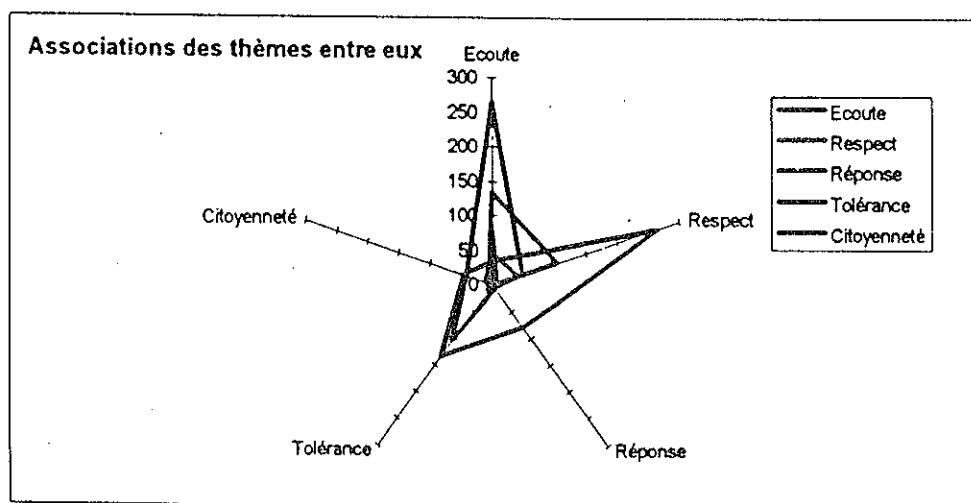 Associations des thèmes entre eux
Ecoute
300
250
200
150
100
50
0
Respect
Réponse
Tolérance
Citoyenneté
Ecoute
Respect
Réponse
Tolérance
Citoyenneté